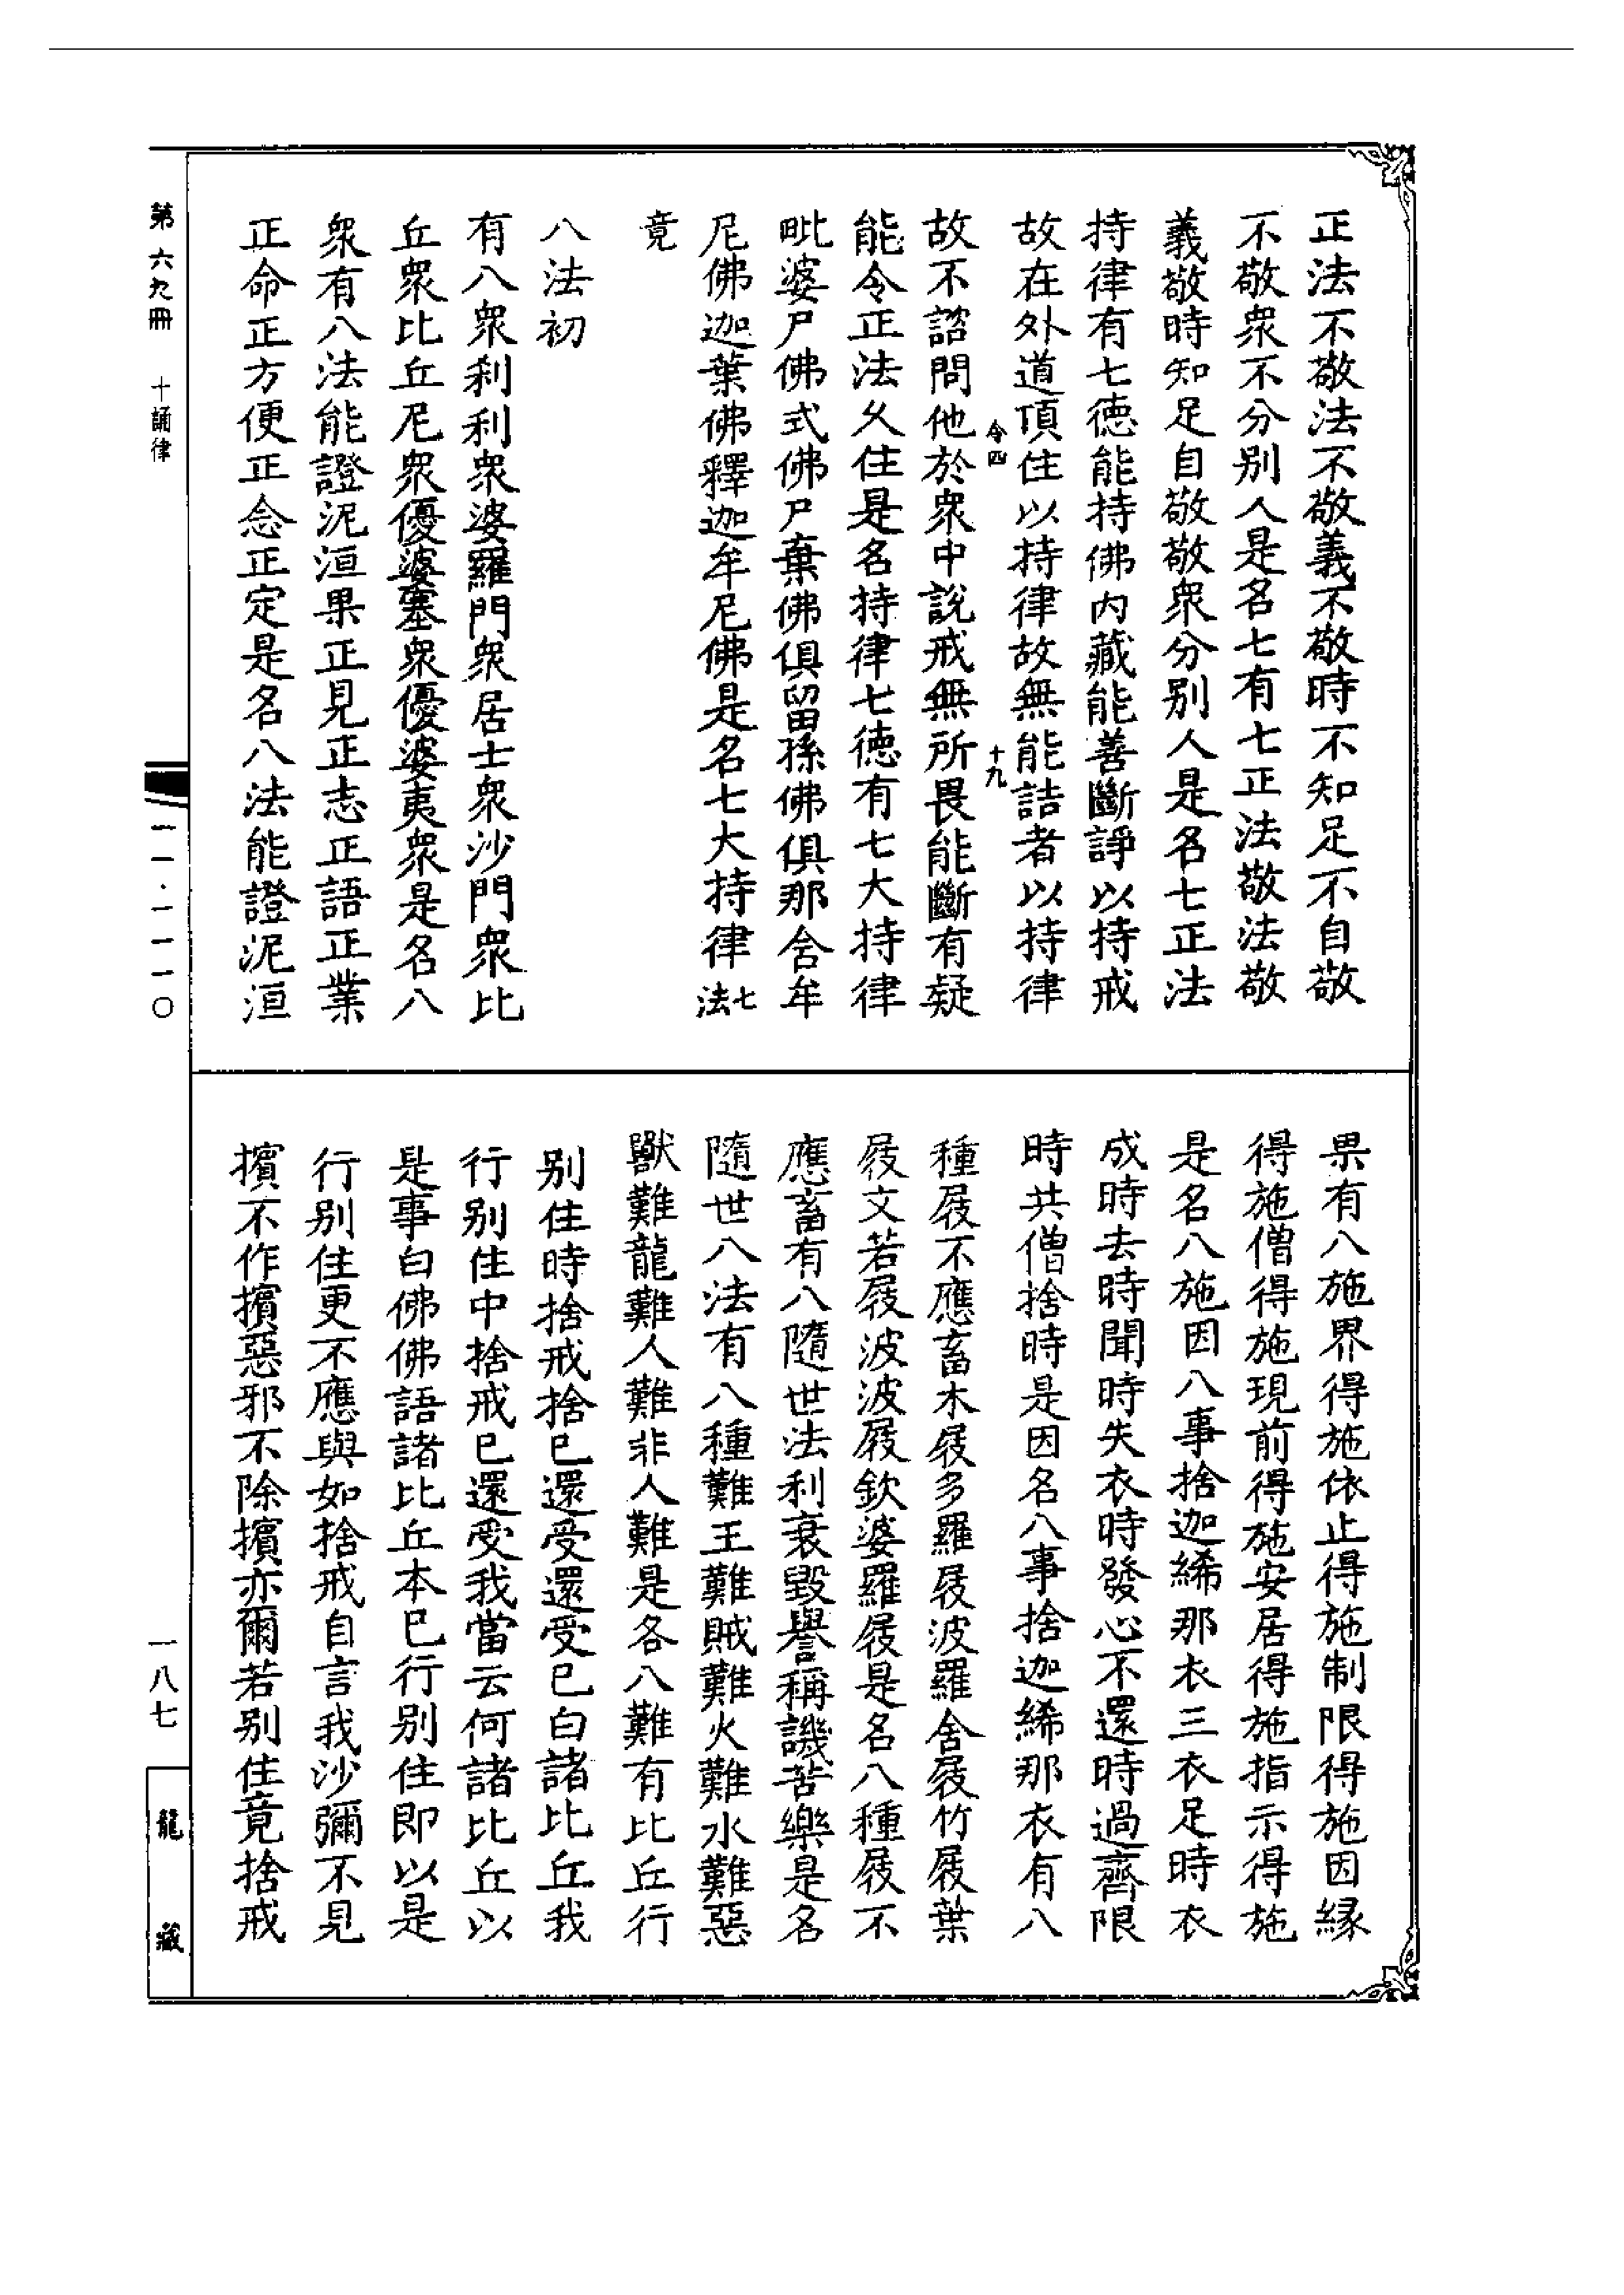 正法不敬法不敬義不敬時不知足不自敬
不敬衆不分别人是名七有七正法敬法敬
義敬時知足自敬敬衆分别人是名七正法
持律有七德能持佛内藏能善斷諍以持戒
故在外道頂住以持律故無能詰者以持律
令四
十九
故不諮問他於衆中説戒無所畏能斷有疑
能令正法久住是名持律七德有七大持律
毗婆尸佛式佛尸棄佛俱留孫佛俱那舍牟
尼佛迦葉佛釋迦牟尼佛是名七大持律七法
竟
八法初
有八衆刹利衆婆羅門衆居士衆沙門衆比
丘衆比丘尼衆優婆塞衆優婆夷衆是名八
衆有八法能證泥洹果正見正志正語正業
正命正方便正念正定是名八法能證泥洹
果有八施界得施依止得施制限得施因緣
得施僧得施現前得施安居得施指示得施
是名八施因八事捨迦絺那衣三衣足時衣
成時去時聞時失衣時發心不還時過齊限
時共僧捨時是因名八事捨迦絺那衣有八
種屐不應畜木屐多羅屐波羅舍屐竹屐葉
屐文若屐波波屐欽婆羅屐是名八種屐不
應畜有八隨世法利衰毀譽稱譏苦樂是名
隨世八法有八種難王難賊難火難水難惡
獸難龍難人難非人難是各八難有比丘行
别住時捨戒捨已還受還受已白諸比丘我
行别住中捨戒已還受我當云何諸比丘以
是事白佛佛語諸比丘本已行别住即以是
行别住更不應與如捨戒自言我沙彌不見
擯不作擯惡邪不除擯亦爾若别住竟捨戒
第六九冊 十誦律
一一·一一一〇
一八七
龍藏